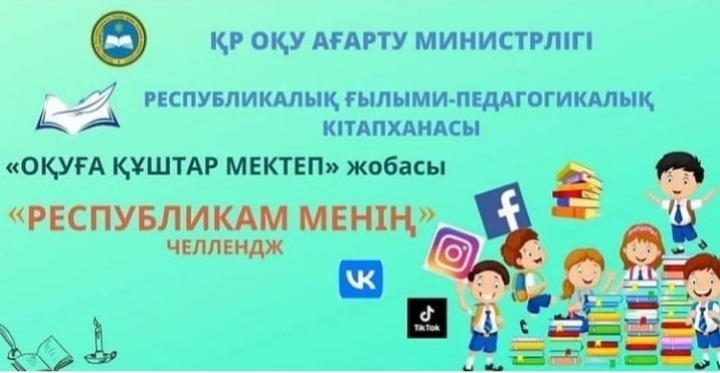 ҚР ОҚУ АҒАРТУ МИНИСТРЛІГІ
РЕСПУБЛИКАЛЫҚ ҒЫЛЫМИ-ПЕДАГОГИКАЛЫҚ
КІТАПХАНАСЫ
«ОҚУҒА ҚҰШТАР МЕКТЕП» жобасы
«РЕСПУБЛИКАМ МЕНІҢ»
ЧЕЛЛЕНДЖ
TikTok